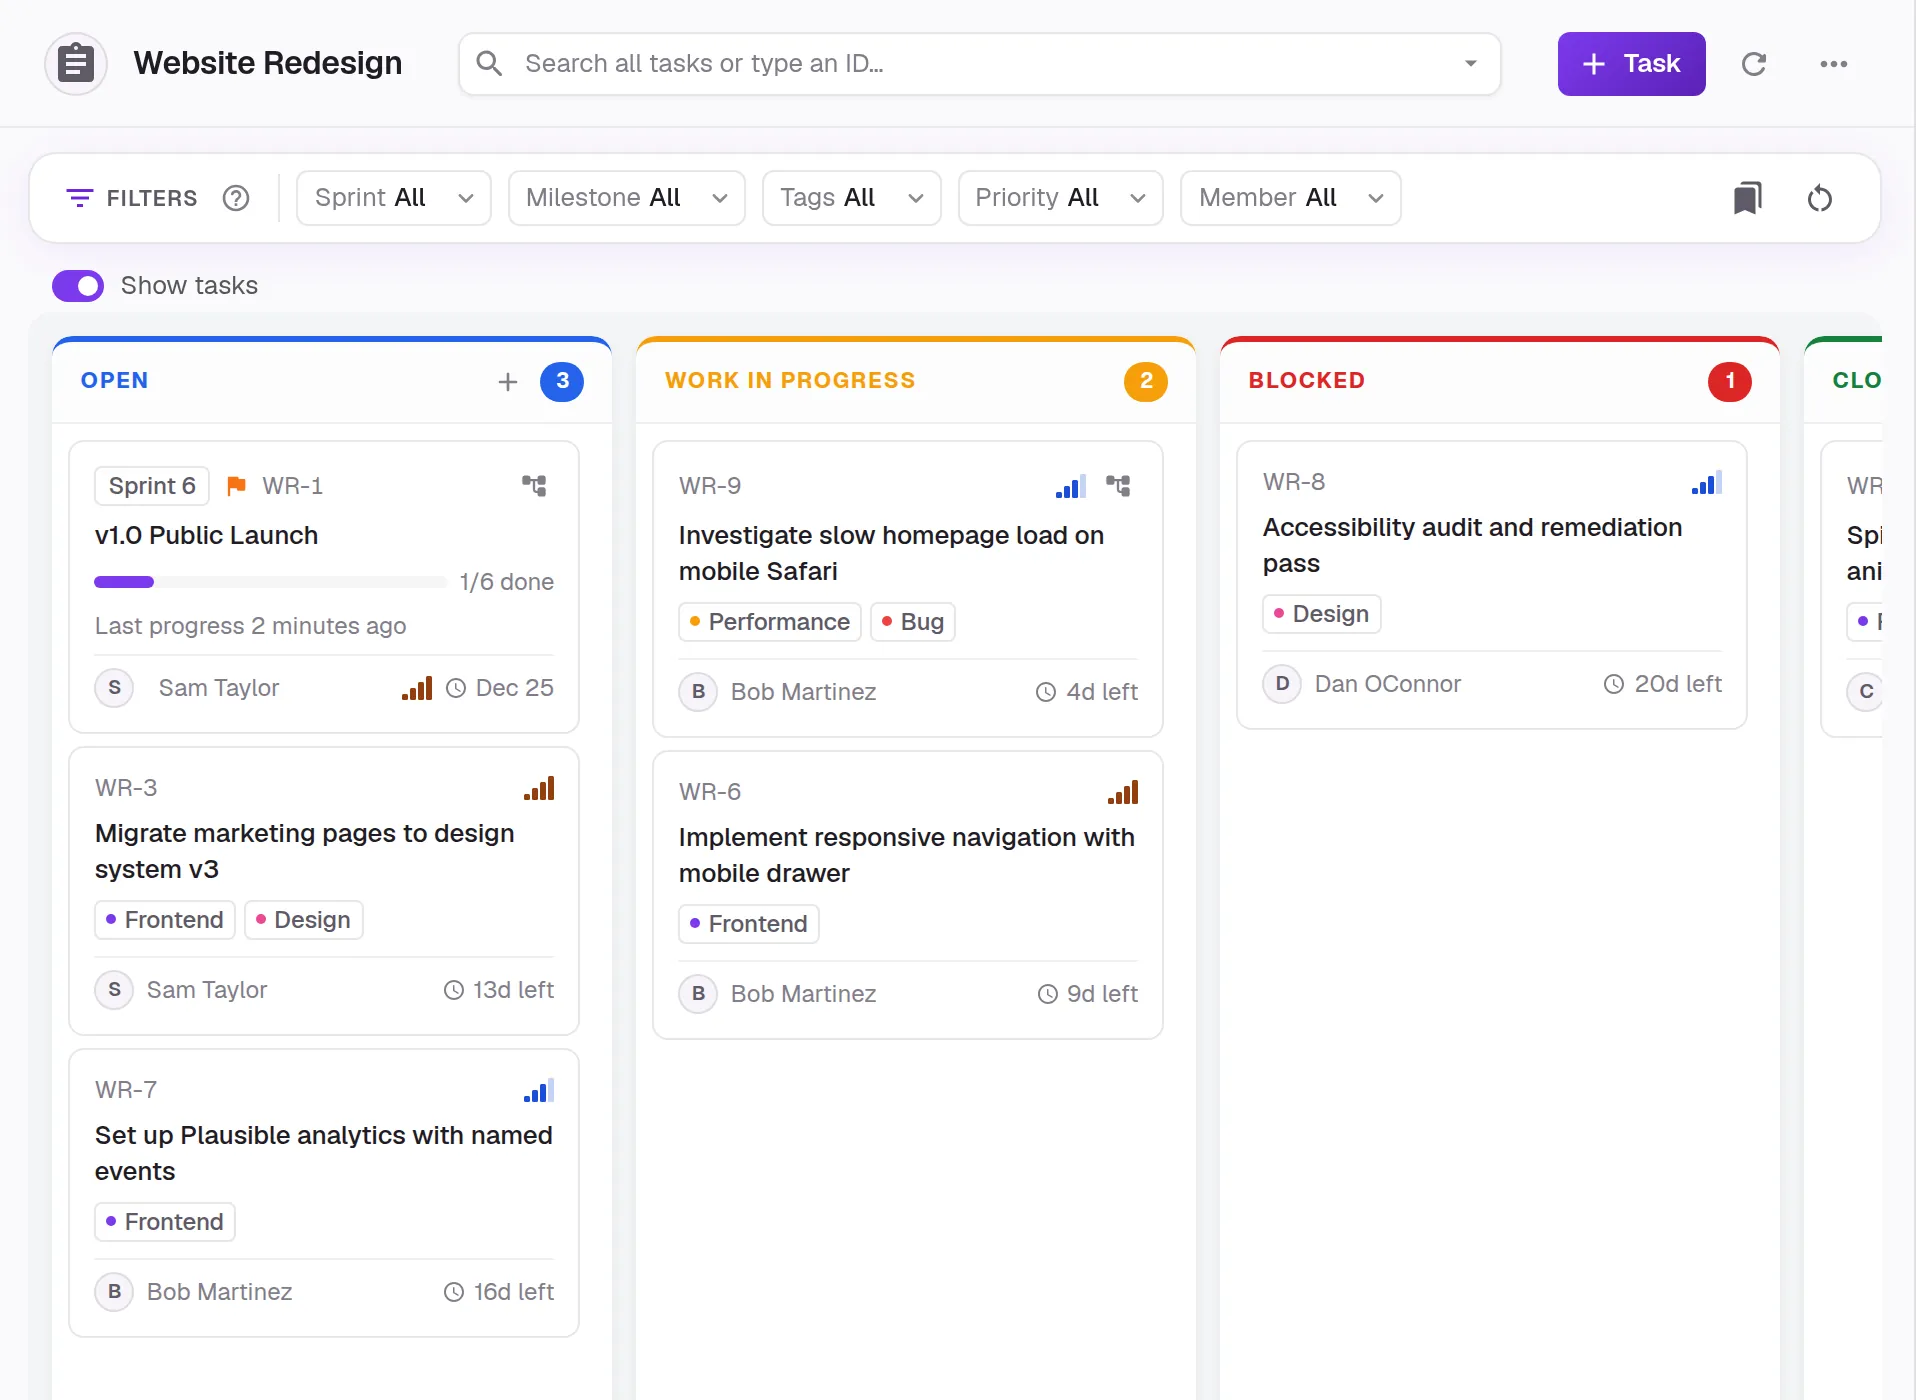 Website Redesign
Search all tasks or type an ID...
+ Task
FILTERS
Sprint All
Milestone All
Tags All
Priority All
Member All
Show tasks
OPEN
3
Sprint 6 WR-1
v1.0 Public Launch
1/6 done
Last progress 2 minutes ago
S Sam Taylor Dec 25
WR-3
Migrate marketing pages to design
system v3
Frontend Design
S Sam Taylor 13d left
WR-7
Set up Plausible analytics with named
events
Frontend
B Bob Martinez 16d left
WORK IN PROGRESS
2
WR-9
Investigate slow homepage load on
mobile Safari
Performance Bug
B Bob Martinez 4d left
WR-6
Implement responsive navigation with
mobile drawer
Frontend
B Bob Martinez 9d left
BLOCKED
1
WR-8
Accessibility audit and remediation
pass
Design
D Dan OConnor 20d left
CLO
WR
Spi
ani
C